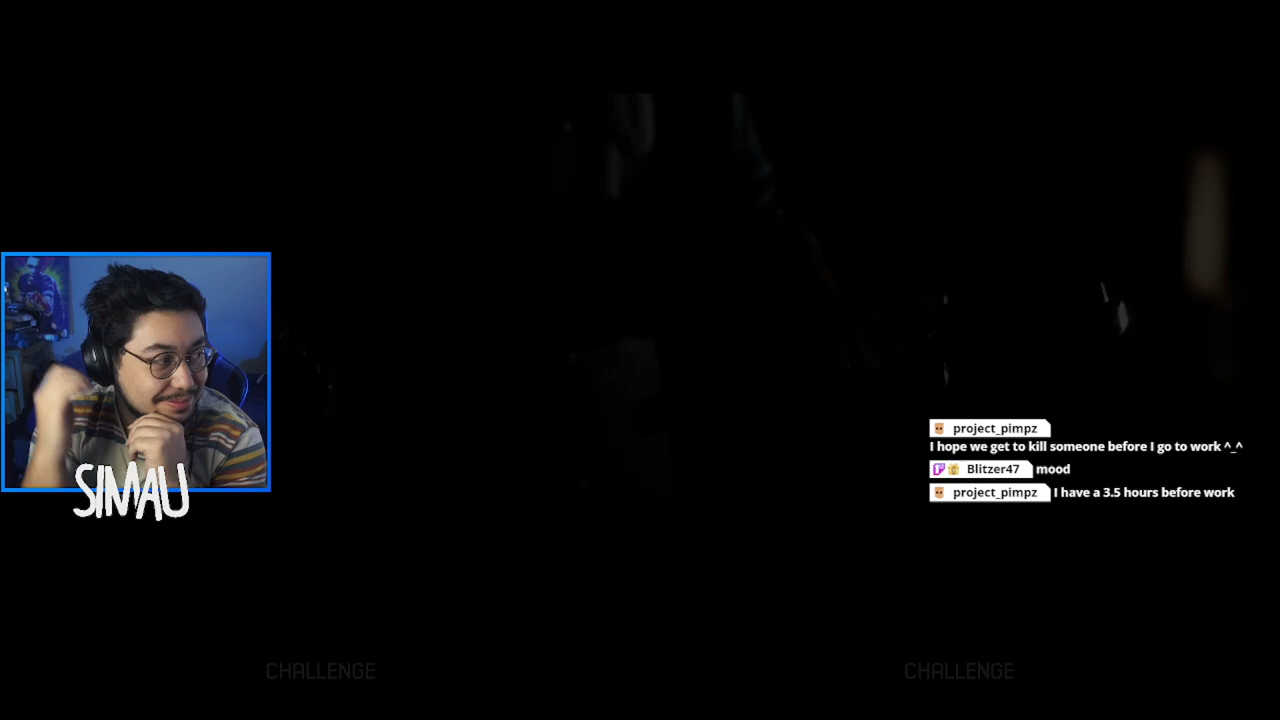 SIMAU
project_pimpz
I hope we get to kill someone before I go to work ^_^
Blitzer47 mood
project_pimpz I have a 3.5 hours before work
CHALLENGE CHALLENGE